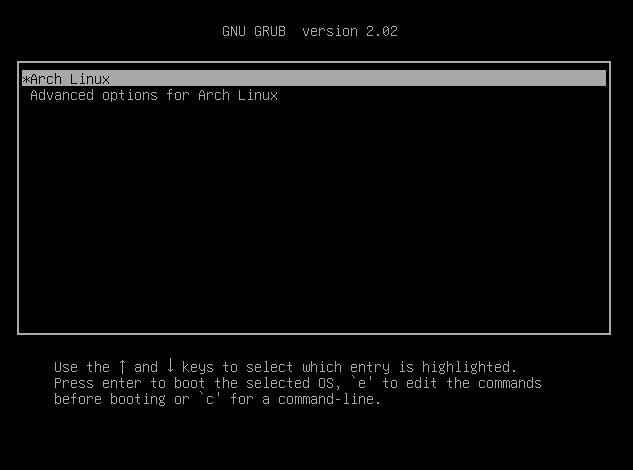 GNU GRUB  version 2.02
*Arch Linux
Advanced options for Arch Linux
Use the ↑ and ↓ keys to select which entry is highlighted.
Press enter to boot the selected OS, `e' to edit the commands
before booting or `c' for a command-line.